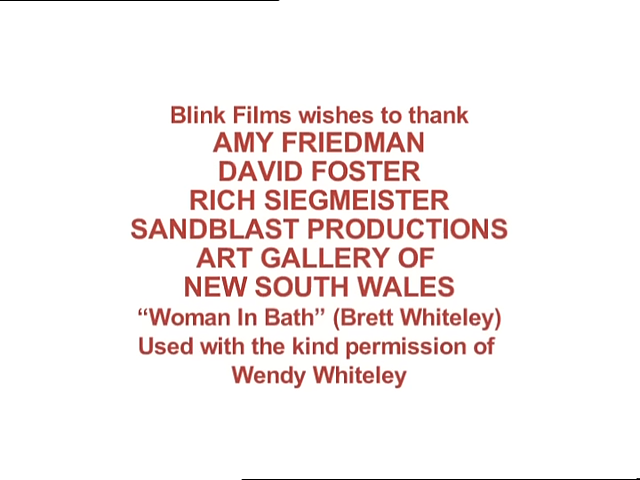 Blink Films wishes to thank
AMY FRIEDMAN
DAVID FOSTER
RICH SIEGMEISTER
SANDBLAST PRODUCTIONS
ART GALLERY OF
NEW SOUTH WALES
“Woman In Bath” (Brett Whiteley)
Used with the kind permission of
Wendy Whiteley